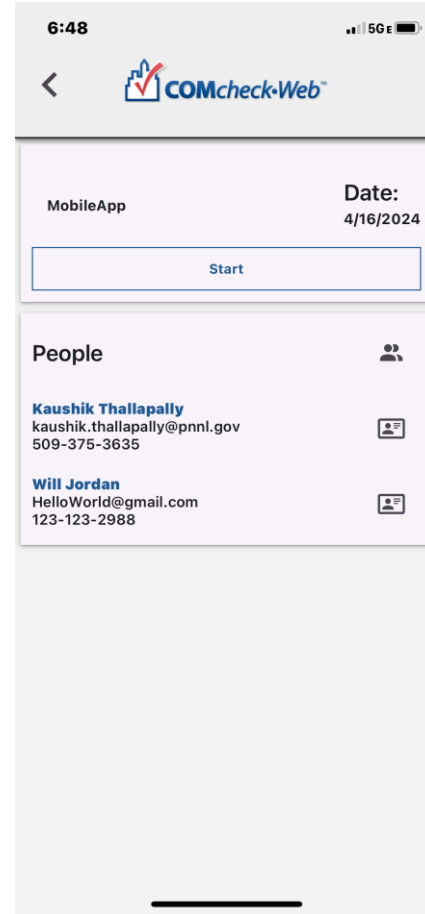 6:48
5G E
COMcheck•Web™
MobileApp
Date:
4/16/2024
Start
People
Kaushik Thallapally
kaushik.thallapally@pnnl.gov
509-375-3635
Will Jordan
HelloWorld@gmail.com
123-123-2988